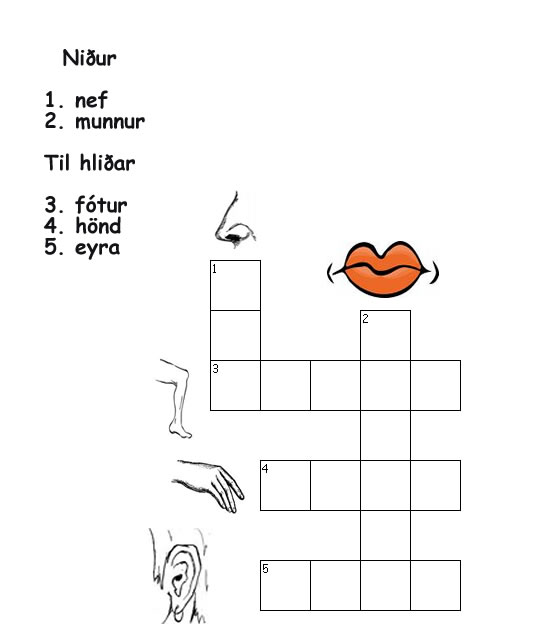 Niður
1. nef
2. munnur
Til hliðar
3. fótur
4. hönd
5. eyra
1
2
3
4
5